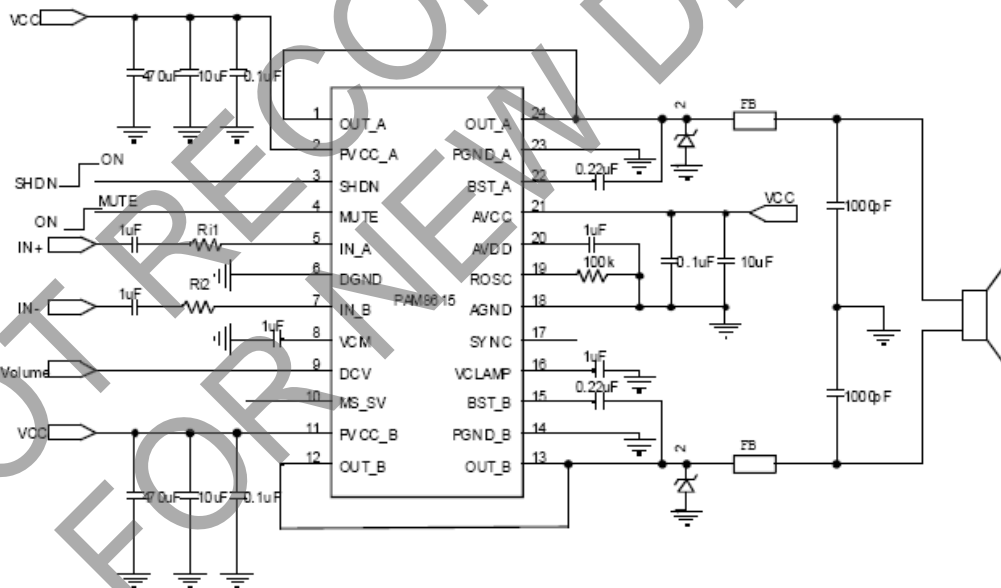 VCC
470uF
10uF
0.1uF
1
OUT_A
2
PVCC_A
SHDN
ON
3
SHDN
ON
MUTE
4
MUTE
IN+
1uF
Ri1
5
IN_A
6
DGND
IN-
1uF
Ri2
7
IN_B
1uF
8
VCM
Volume
9
DCV
10
MS_SV
VCC
11
PVCC_B
12
OUT_B
470uF
10uF
0.1uF
PAM8615
OUT_A
24
PGND_A
23
BST_A
22
0.22uF
AVCC
21
VCC
AVDD
20
1uF
ROSC
19
100k
AGND
18
0.1uF
10uF
SYNC
17
VCLAMP
16
1uF
BST_B
15
0.22uF
PGND_B
14
OUT_B
13
2
FB
1000pF
1000pF
2
FB
NOT RECOM
FOR NEW D